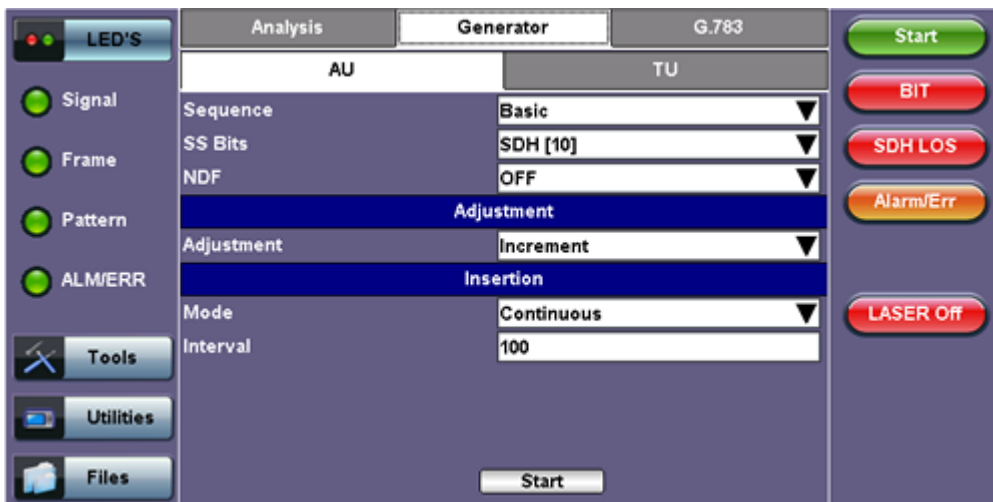 LED'S
Signal
Frame
Pattern
ALM/ERR
Tools
Utilities
Files
Analysis Generator G.783
AU TU
Sequence Basic
SS Bits SDH [10]
NDF OFF
Adjustment
Adjustment Increment
Insertion
Mode Continuous
Interval 100
Start
Start
BIT
SDH LOS
Alarm/Err
LASER Off